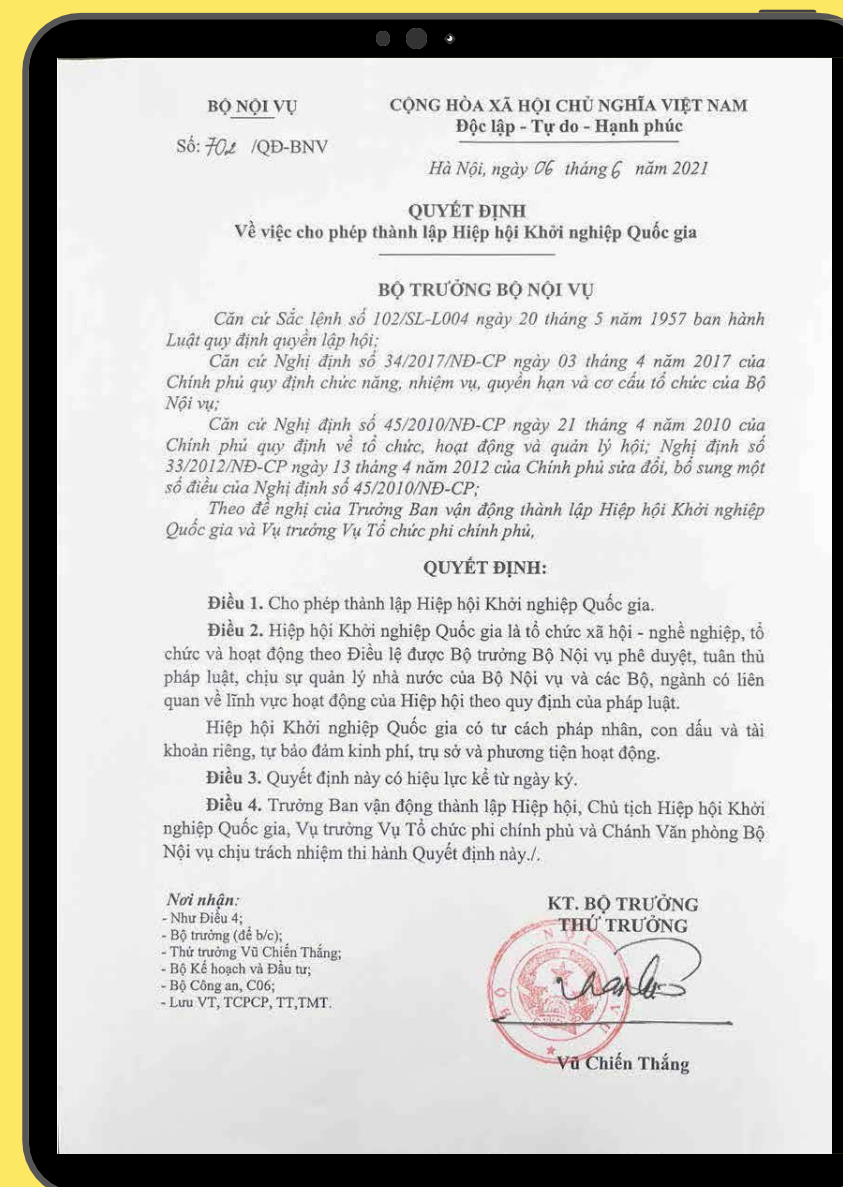 BỘ NỘI VỤ
CỘNG HÒA XÃ HỘI CHỦ NGHĨA VIỆT NAM
Độc lập - Tự do - Hạnh phúc
Số: 702 /QĐ-BNV
Hà Nội, ngày 06 tháng 6 năm 2021
QUYẾT ĐỊNH
Về việc cho phép thành lập Hiệp hội Khởi nghiệp Quốc gia
BỘ TRƯỞNG BỘ NỘI VỤ
Căn cứ Sắc lệnh số 102/SL-L004 ngày 20 tháng 5 năm 1957 ban hành
Luật quy định quyền lập hội;
Căn cứ Nghị định số 34/2017/NĐ-CP ngày 03 tháng 4 năm 2017 của
Chính phủ quy định chức năng, nhiệm vụ, quyền hạn và cơ cấu tổ chức của Bộ
Nội vụ;
Căn cứ Nghị định số 45/2010/NĐ-CP ngày 21 tháng 4 năm 2010 của
Chính phủ quy định về tổ chức, hoạt động và quản lý hội; Nghị định số
33/2012/NĐ-CP ngày 13 tháng 4 năm 2012 của Chính phủ sửa đổi, bổ sung một
số điều của Nghị định số 45/2010/NĐ-CP;
Theo đề nghị của Trưởng Ban vận động thành lập Hiệp hội Khởi nghiệp
Quốc gia và Vụ trưởng Vụ Tổ chức phi chính phủ,
QUYẾT ĐỊNH:
Điều 1. Cho phép thành lập Hiệp hội Khởi nghiệp Quốc gia.
Điều 2. Hiệp hội Khởi nghiệp Quốc gia là tổ chức xã hội - nghề nghiệp, tổ
chức và hoạt động theo Điều lệ được Bộ trưởng Bộ Nội vụ phê duyệt, tuân thủ
pháp luật, chịu sự quản lý nhà nước của Bộ Nội vụ và các Bộ, ngành có liên
quan về lĩnh vực hoạt động của Hiệp hội theo quy định của pháp luật.
Hiệp hội Khởi nghiệp Quốc gia có tư cách pháp nhân, con dấu và tài
khoản riêng, tự bảo đảm kinh phí, trụ sở và phương tiện hoạt động.
Điều 3. Quyết định này có hiệu lực kể từ ngày ký.
Điều 4. Trưởng Ban vận động thành lập Hiệp hội, Chủ tịch Hiệp hội Khởi
nghiệp Quốc gia, Vụ trưởng Vụ Tổ chức phi chính phủ và Chánh Văn phòng Bộ
Nội vụ chịu trách nhiệm thi hành Quyết định này./.
Nơi nhận:
- Như Điều 4;
- Bộ trưởng (để b/c);
- Thứ trưởng Vũ Chiến Thắng;
- Bộ Kế hoạch và Đầu tư;
- Bộ Công an, C06;
- Lưu VT, TCPCP, TT,TMT.
KT. BỘ TRƯỞNG
THỨ TRƯỞNG
BỘ NỘI VỤ
Vũ Chiến Thắng